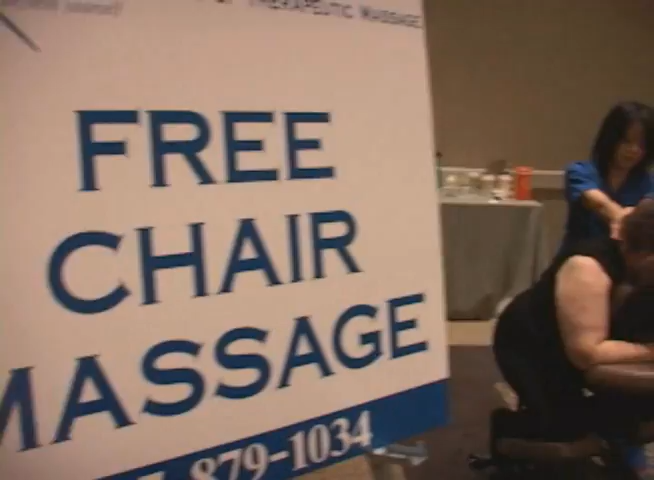 THERAPEUTIC MASSAGE
FREE
CHAIR
MASSAGE
879-1034